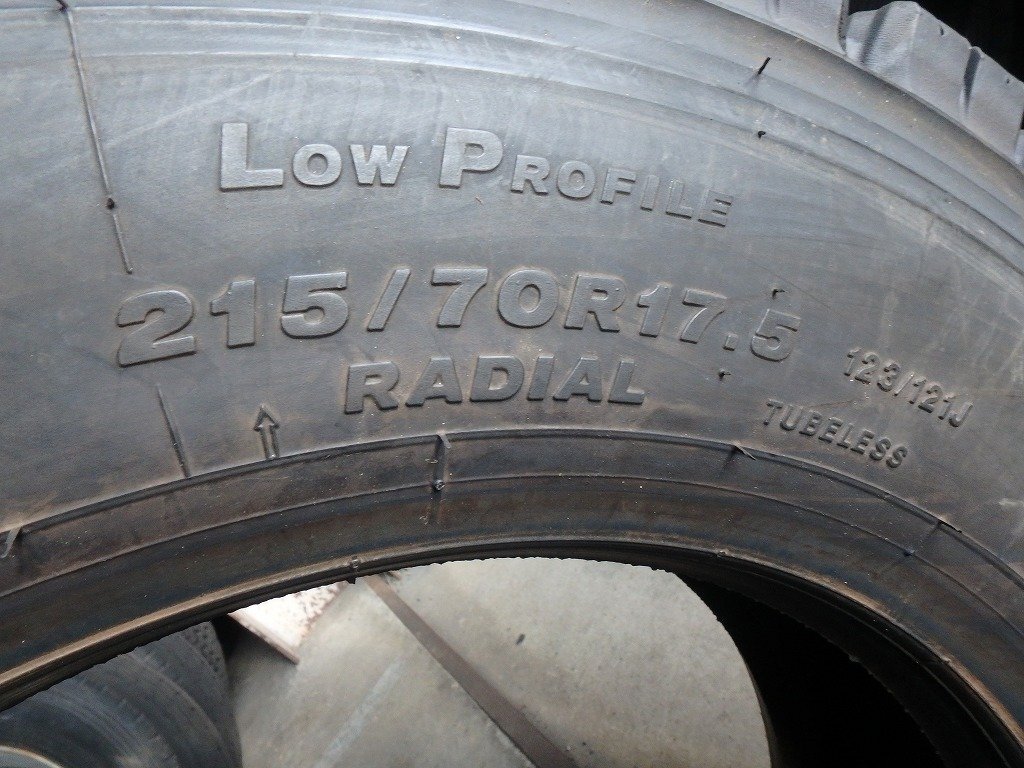 LOW PROFILE
215/70R17.5
RADIAL
123/121J
TUBELESS